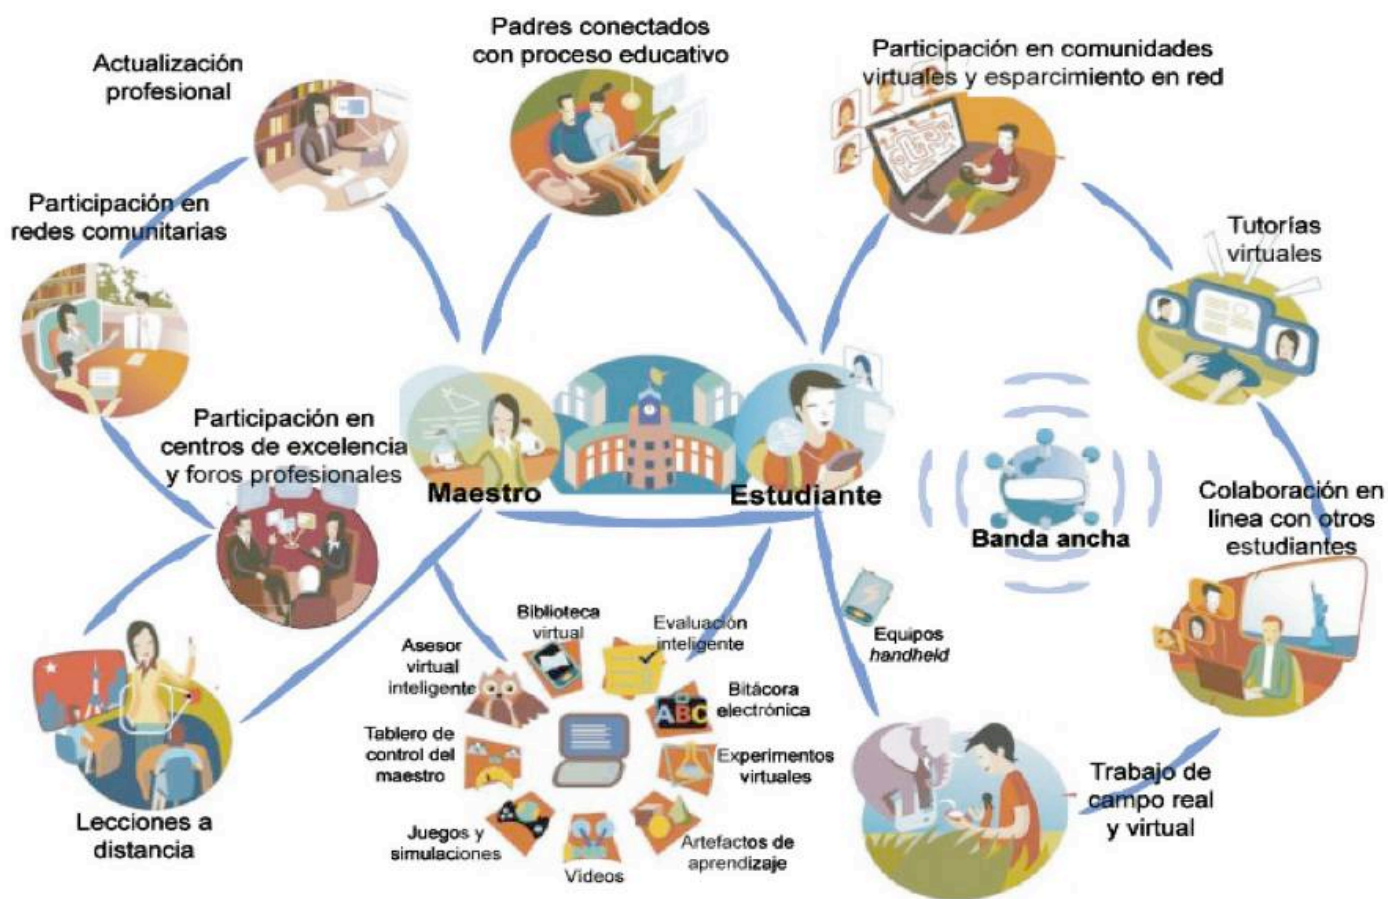 Padres conectados
con proceso educativo
Actualización
profesional
Participación en comunidades
virtuales y esparcimiento en red
Participación en
redes comunitarias
Tutorías
virtuales
Participación en
centros de excelencia
y foros profesionales
Maestro
Estudiante
Banda ancha
Colaboración en
línea con otros
estudiantes
Equipos
handheld
Biblioteca
virtual
Evaluación
inteligente
Asesor
virtual
inteligente
Bitácora
electrónica
ABC
Tablero de
control del
maestro
Experimentos
virtuales
Juegos y
simulaciones
Videos
Artefactos de
aprendizaje
Lecciones a
distancia
Trabajo de
campo real
y virtual